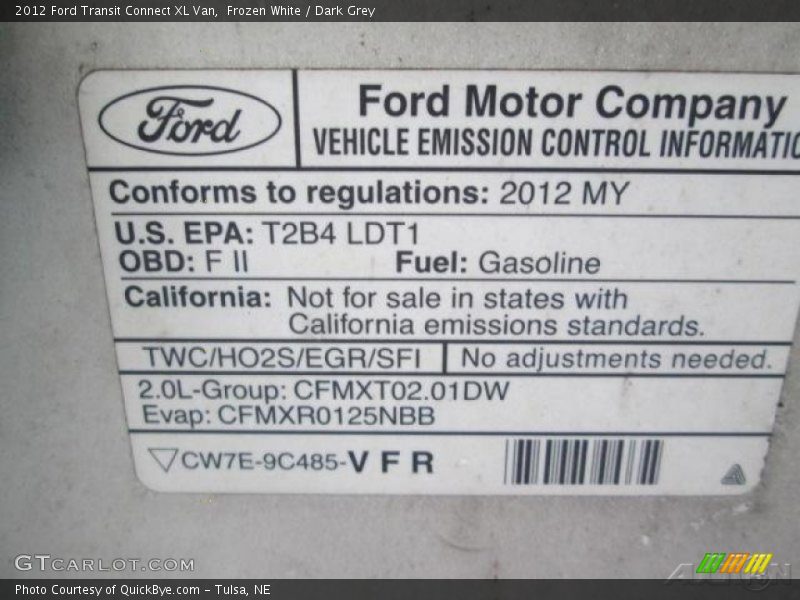 2012 Ford Transit Connect XL Van, Frozen White / Dark Grey
Ford
Ford Motor Company
VEHICLE EMISSION CONTROL INFORMATIO
Conforms to regulations: 2012 MY
U.S. EPA: T2B4 LDT1
OBD: F II Fuel: Gasoline
California: Not for sale in states with
California emissions standards.
TWC/HO2S/EGR/SFI No adjustments needed.
2.0L-Group: CFMXT02.01DW
Evap: CFMXR0125NBB
CW7E-9C485-V F R
GTCARLOT.COM
Photo Courtesy of QuickBye.com – Tulsa, NE